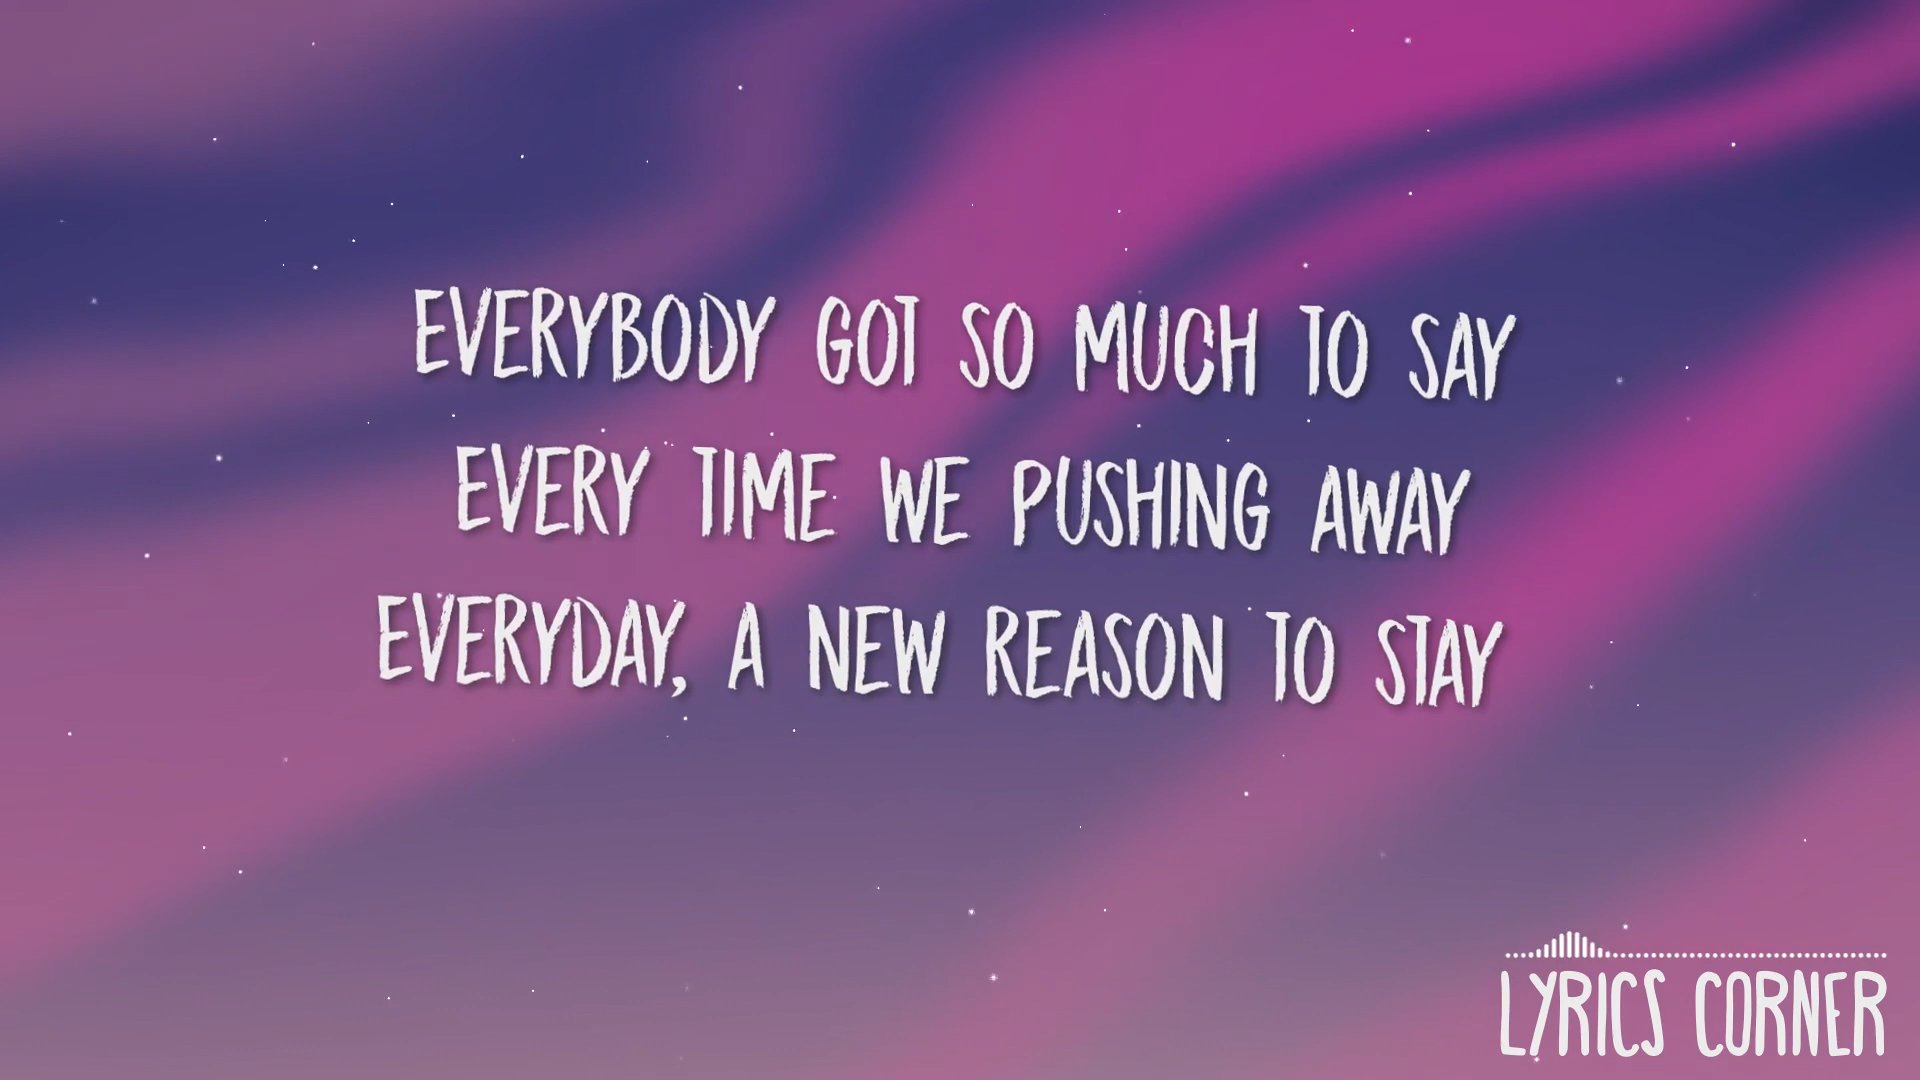 EVERYBODY GOT SO MUCH TO SAY
EVERY TIME WE PUSHING AWAY
EVERYDAY, A NEW REASON TO STAY
LYRICS CORNER